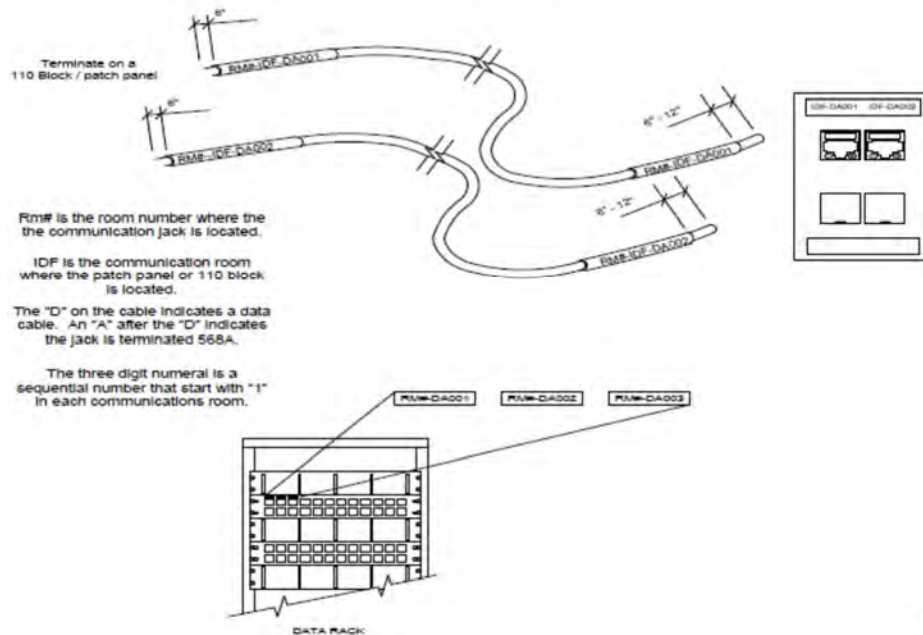 6"
Terminate on a
110 Block / patch panel
RM#-IDF-DA001
6"
RM#-IDF-DA002
6" - 12"
RM#-IDF-DA001
6" - 12"
RM#-IDF-DA002
IDF-DA001 IDF-DA002
Rm# is the room number where the
the communication jack is located.
IDF is the communication room
where the patch panel or 110 block
is located.
The "D" on the cable indicates a data
cable. An "A" after the "D" indicates
the jack is terminated 568A.
The three digit numeral is a
sequential number that start with "1"
in each communications room.
RM#-DA001 RM#-DA002 RM#-DA003
DATA RACK